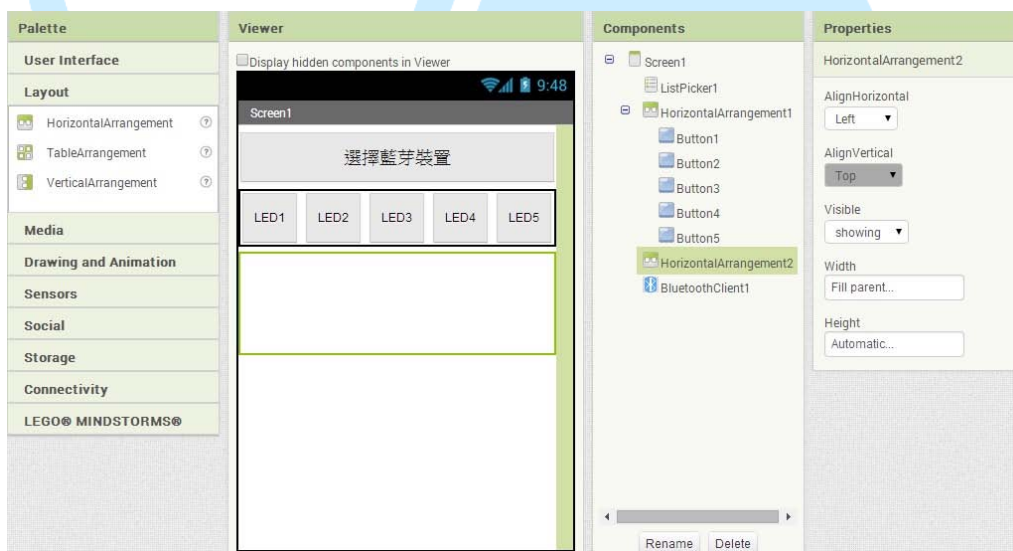 Palette
User Interface
Layout
HorizontalArrangement
TableArrangement
VerticalArrangement
Media
Drawing and Animation
Sensors
Social
Storage
Connectivity
LEGO® MINDSTORMS®
Viewer
Display hidden components in Viewer
9:48
Screen1
選擇藍芽裝置
LED1 LED2 LED3 LED4 LED5
Components
Screen1
ListPicker1
HorizontalArrangement1
Button1
Button2
Button3
Button4
Button5
HorizontalArrangement2
BluetoothClient1
Rename Delete
Properties
HorizontalArrangement2
AlignHorizontal
Left
AlignVertical
Top
Visible
showing
Width
Fill parent...
Height
Automatic...